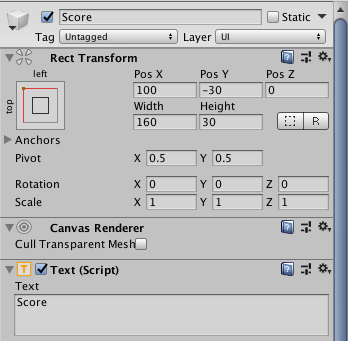 Score Static
Tag Untagged Layer UI
Rect Transform
left Pos X Pos Y Pos Z
top 100 -30 0
Width Height
160 30 R
Anchors
Pivot X 0.5 Y 0.5
Rotation X 0 Y 0 Z 0
Scale X 1 Y 1 Z 1
Canvas Renderer
Cull Transparent Mesh
T Text (Script)
Text
Score